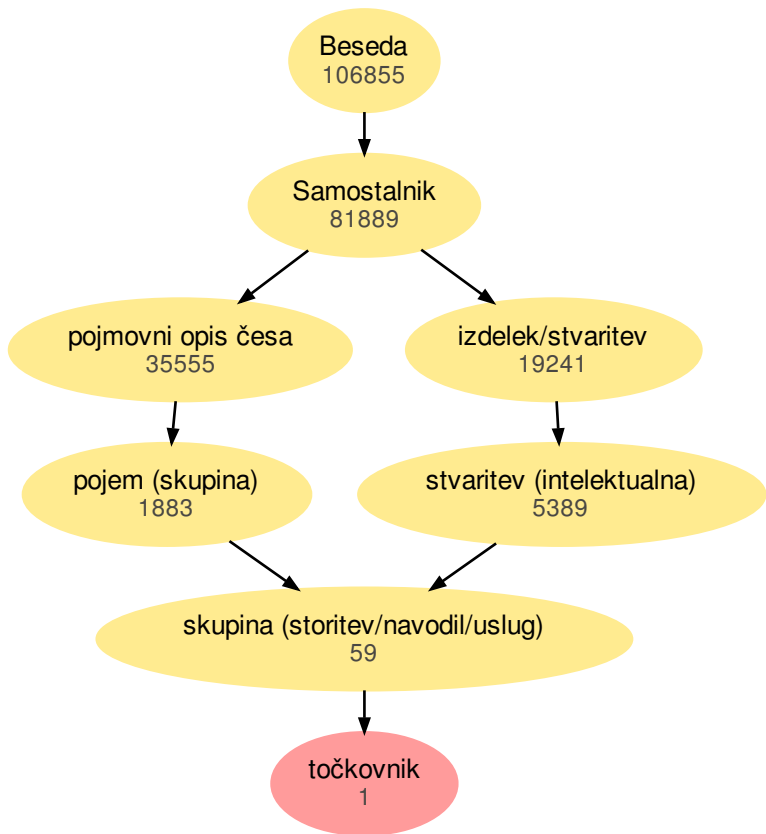 Beseda
106855
Samostalnik
81889
pojmovni opis česa
35555
izdelek/stvaritev
19241
pojem (skupina)
1883
stvaritev (intelektualna)
5389
skupina (storitev/navodil/uslug)
59
točkovnik
1